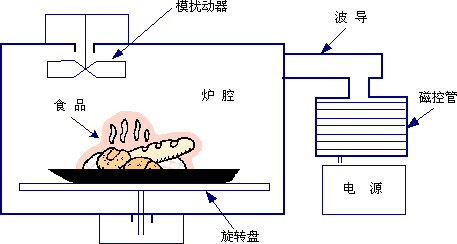 模扰动器
波 导
食 品
炉 腔
磁控管
电 源
旋转盘